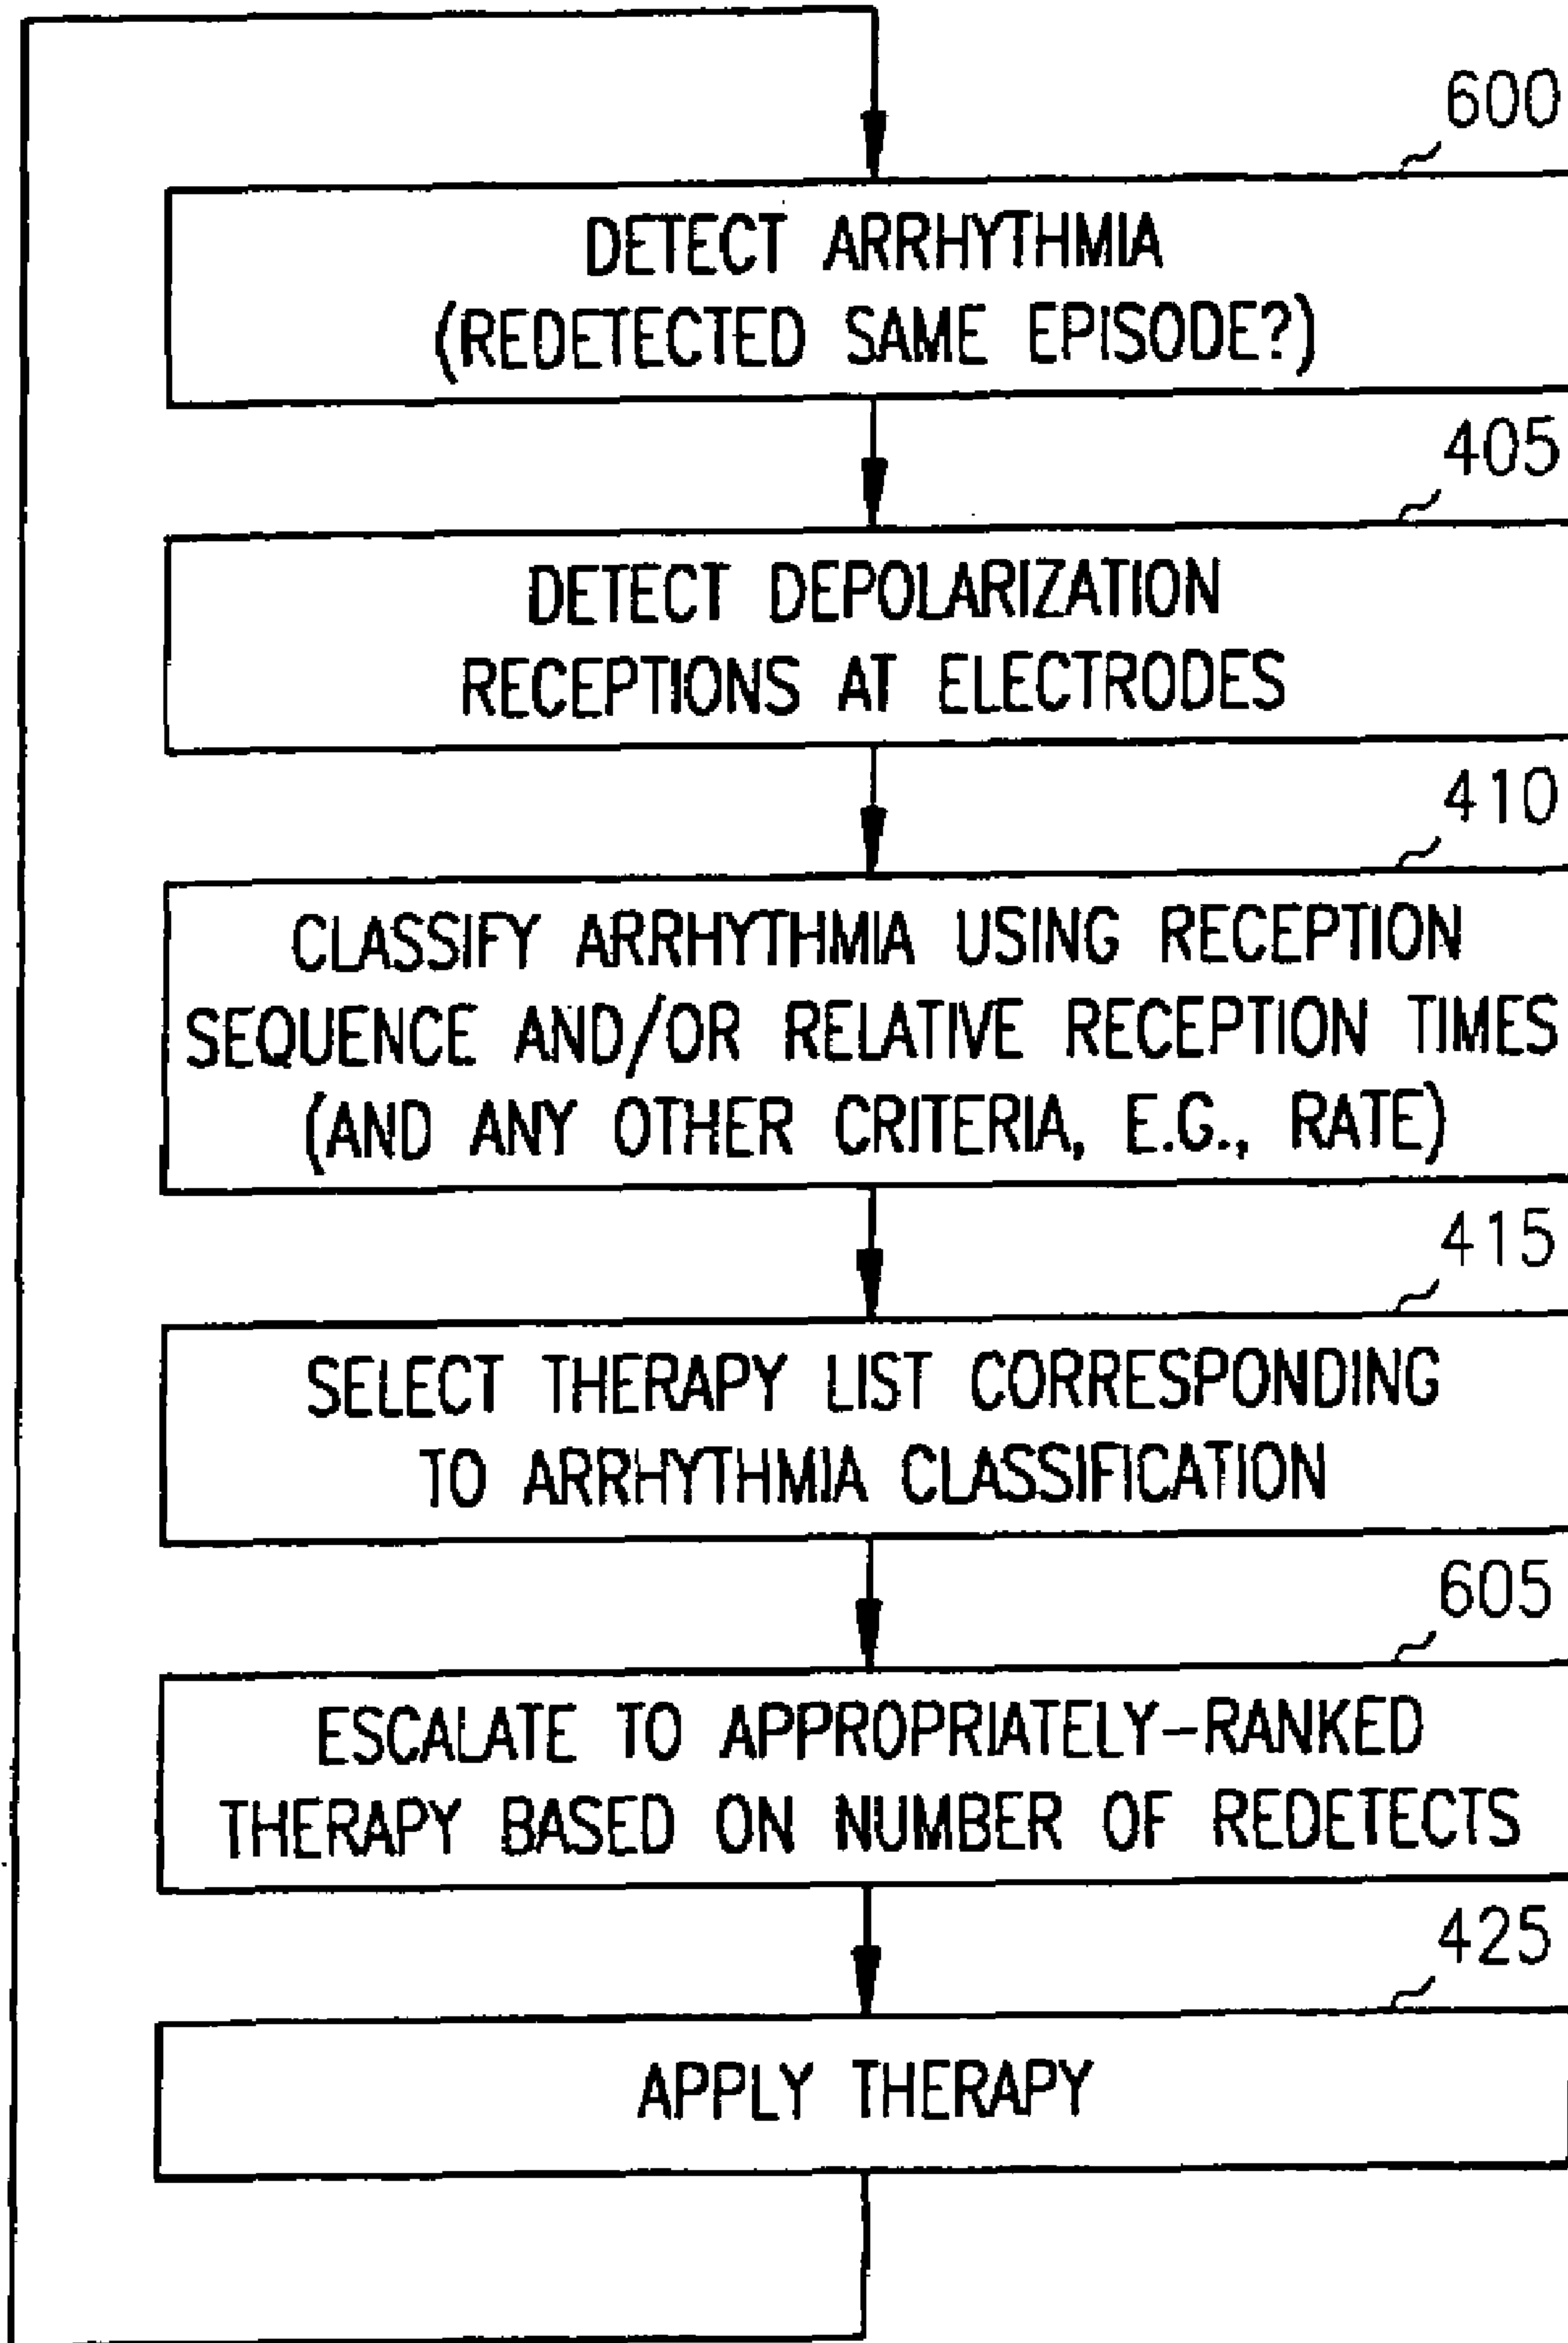 600
DETECT ARRHYTHMIA
(REDETECTED SAME EPISODE?)
405
DETECT DEPOLARIZATION
RECEPTIONS AT ELECTRODES
410
CLASSIFY ARRHYTHMIA USING RECEPTION
SEQUENCE AND/OR RELATIVE RECEPTION TIMES
(AND ANY OTHER CRITERIA, E.G., RATE)
415
SELECT THERAPY LIST CORRESPONDING
TO ARRHYTHMIA CLASSIFICATION
605
ESCALATE TO APPROPRIATELY-RANKED
THERAPY BASED ON NUMBER OF REDETECTS
425
APPLY THERAPY